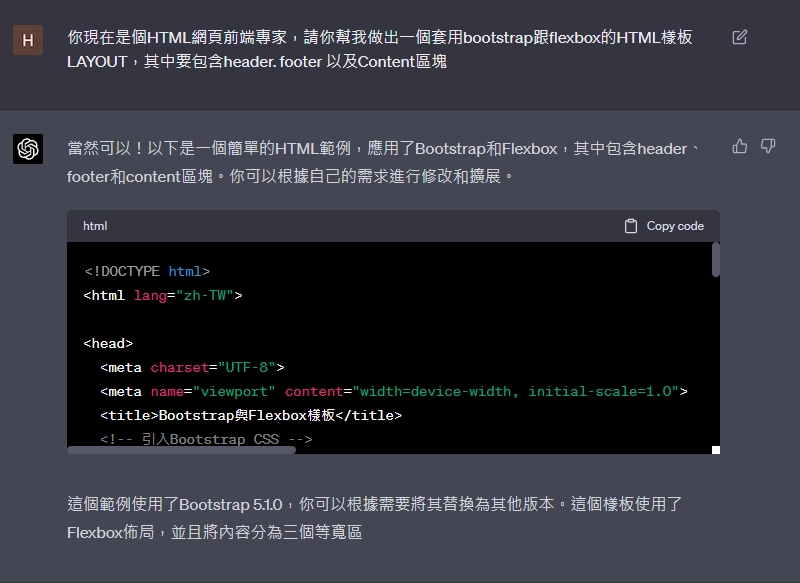 H
你現在是個HTML網頁前端專家，請你幫我做出一個套用bootstrap跟flexbox的HTML樣板
LAYOUT，其中要包含header. footer 以及Content區塊
當然可以！以下是一個簡單的HTML範例，應用了Bootstrap和Flexbox，其中包含header、
footer和content區塊。你可以根據自己的需求進行修改和擴展。
html
Copy code
<!DOCTYPE html>
<html lang="zh-TW">
<head>
<meta charset="UTF-8">
<meta name="viewport" content="width=device-width, initial-scale=1.0">
<title>Bootstrap與Flexbox樣板</title>
<!-- 引入Bootstrap CSS -->
這個範例使用了Bootstrap 5.1.0，你可以根據需要將其替換為其他版本。這個樣板使用了
Flexbox佈局，並且將內容分為三個等寬區